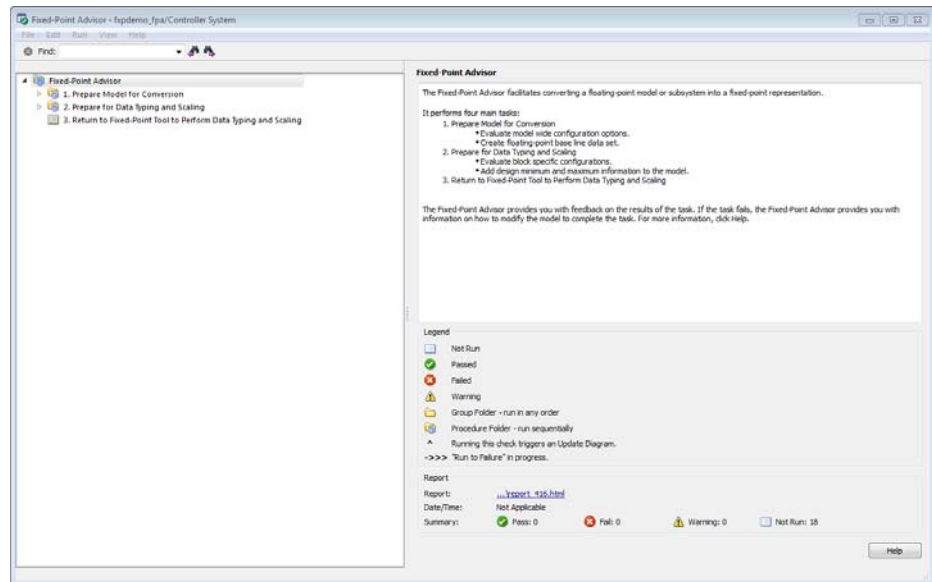 Fixed-Point Advisor - fxpdemo_fpa/Controller System
File Edit Run View Help
Find:
Fixed-Point Advisor
1. Prepare Model for Conversion
2. Prepare for Data Typing and Scaling
3. Return to Fixed-Point Tool to Perform Data Typing and Scaling
Fixed-Point Advisor
The Fixed-Point Advisor facilitates converting a floating-point model or subsystem into a fixed-point representation.
It performs four main tasks:
1. Prepare Model for Conversion
• Evaluate model wide configuration options.
• Create floating-point base line data set.
2. Prepare for Data Typing and Scaling
• Evaluate block specific configurations.
• Add design minimum and maximum information to the model.
3. Return to Fixed-Point Tool to Perform Data Typing and Scaling
The Fixed-Point Advisor provides you with feedback on the results of the task. If the task fails, the Fixed-Point Advisor provides you with
information on how to modify the model to complete the task. For more information, click Help.
Legend
Not Run
Passed
Failed
Warning
Group Folder - run in any order
Procedure Folder - run sequentially
^ Running this check triggers an Update Diagram.
->>> "Run to Failure" in progress.
Report
Report: ...\report_416.html
Date/Time: Not Applicable
Summary: Pass: 0 Fail: 0 Warning: 0 Not Run: 18
Help